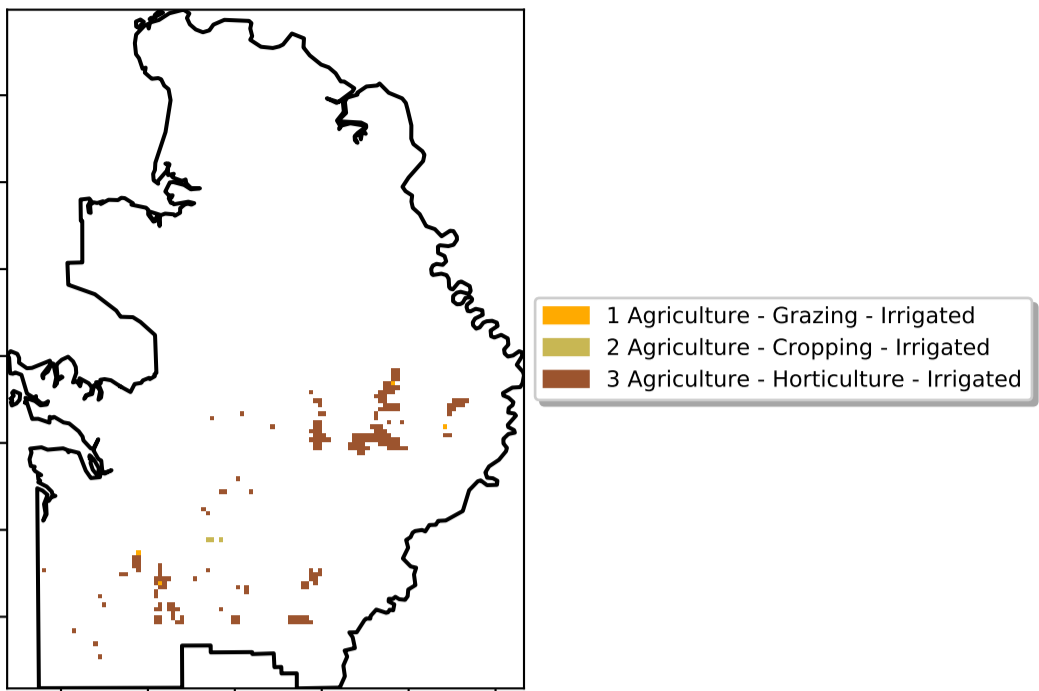 1 Agriculture - Grazing - Irrigated
2 Agriculture - Cropping - Irrigated
3 Agriculture - Horticulture - Irrigated